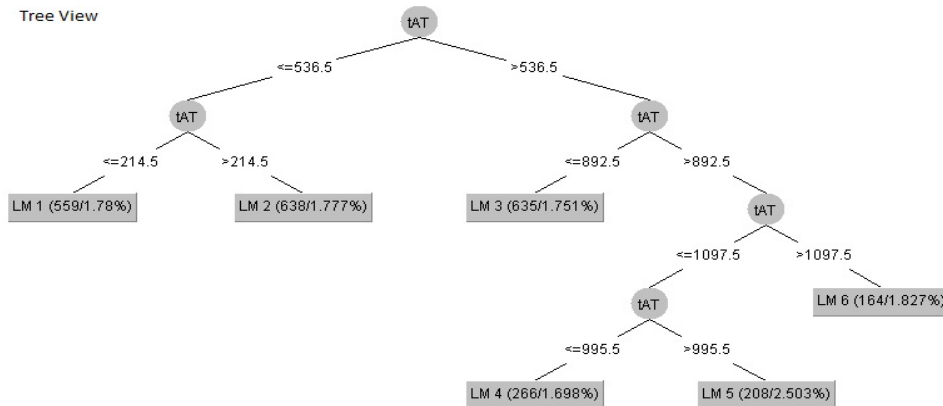 Tree View
tAT
<=536.5 >536.5
tAT tAT
<=214.5 >214.5 <=892.5 >892.5
LM 1 (559/1.78%) LM 2 (638/1.777%) LM 3 (635/1.751%) tAT
<=1097.5 >1097.5
tAT LM 6 (164/1.827%)
<=995.5 >995.5
LM 4 (266/1.698%) LM 5 (208/2.503%)